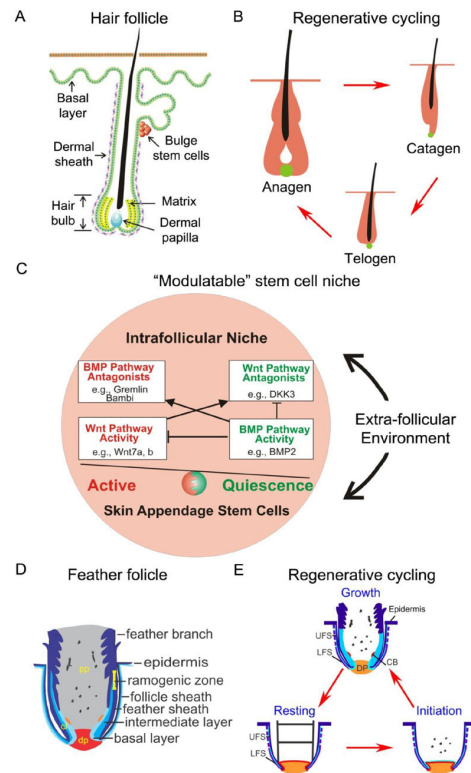 A
Hair follicle
Basal
layer
Dermal
sheath
Hair
bulb
Bulge
stem cells
Matrix
Dermal
papilla
B
Regenerative cycling
Anagen
Catagen
Telogen
C
"Modulatable" stem cell niche
Intrafollicular Niche
BMP Pathway
Antagonists
e.g., Gremlin
Bambi
Wnt Pathway
Antagonists
e.g., DKK3
Wnt Pathway
Activity
e.g., Wnt7a, b
BMP Pathway
Activity
e.g., BMP2
Active
Quiescence
Skin Appendage Stem Cells
Extra-follicular
Environment
D
Feather folicle
feather branch
epidermis
ramogenic zone
follicle sheath
feather sheath
intermediate layer
basal layer
pp
dp
E
Regenerative cycling
Growth
Epidermis
UFS
LFS
DP
CB
Resting
UFS
LFS
Initiation